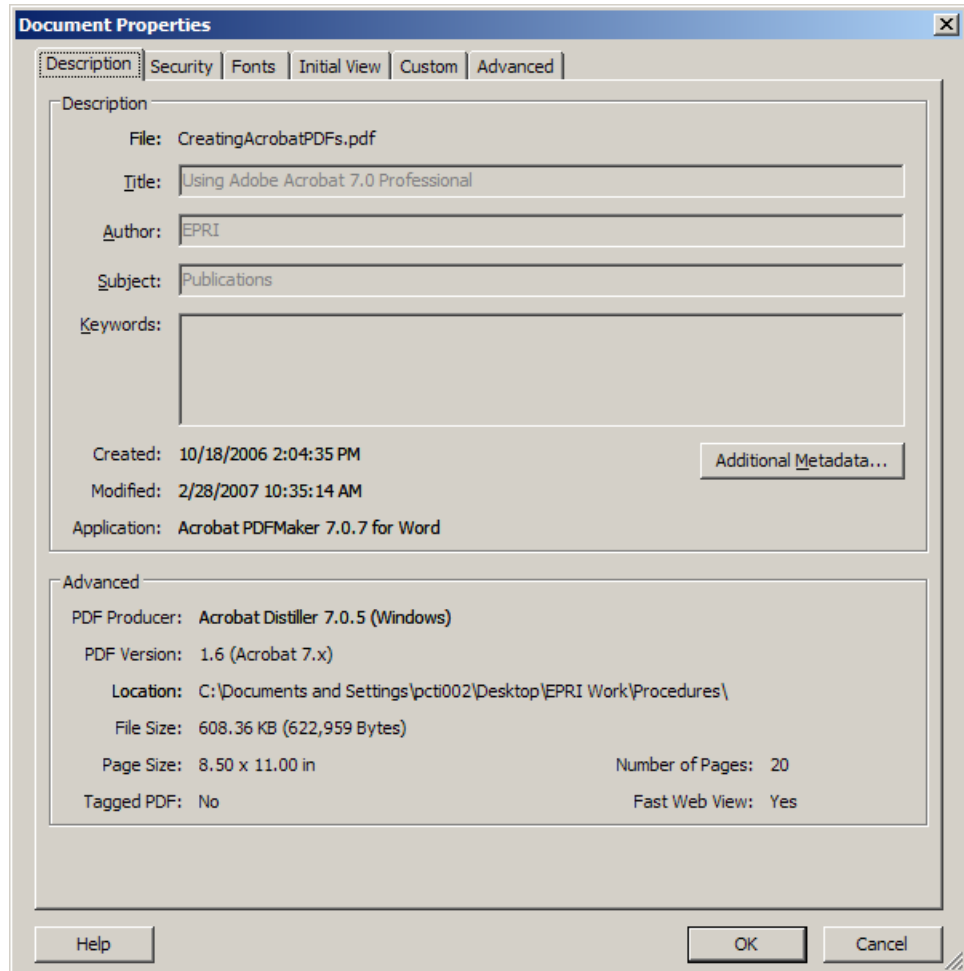 Document Properties
Description Security Fonts Initial View Custom Advanced
Description
File: CreatingAcrobatPDFs.pdf
Title: Using Adobe Acrobat 7.0 Professional
Author: EPRI
Subject: Publications
Keywords:
Created: 10/18/2006 2:04:35 PM
Additional Metadata...
Modified: 2/28/2007 10:35:14 AM
Application: Acrobat PDFMaker 7.0.7 for Word
Advanced
PDF Producer: Acrobat Distiller 7.0.5 (Windows)
PDF Version: 1.6 (Acrobat 7.x)
Location: C:\Documents and Settings\pcti002\Desktop\EPRI Work\Procedures\
File Size: 608.36 KB (622,959 Bytes)
Page Size: 8.50 x 11.00 in Number of Pages: 20
Tagged PDF: No Fast Web View: Yes
Help OK Cancel